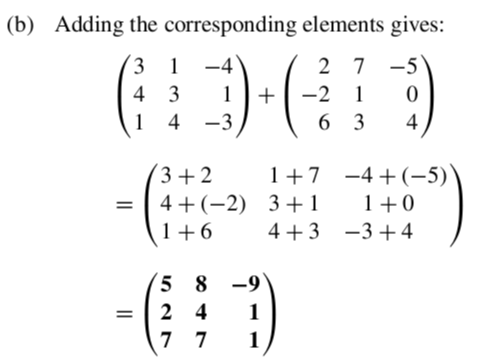 (b) Adding the corresponding elements gives:
3 1 −4 2 7 −5
4 3 1 + −2 1 0
1 4 −3 6 3 4
3+2 1+7 −4+(−5)
= 4+(−2) 3+1 1+0
1+6 4+3 −3+4
5 8 −9
= 2 4 1
7 7 1